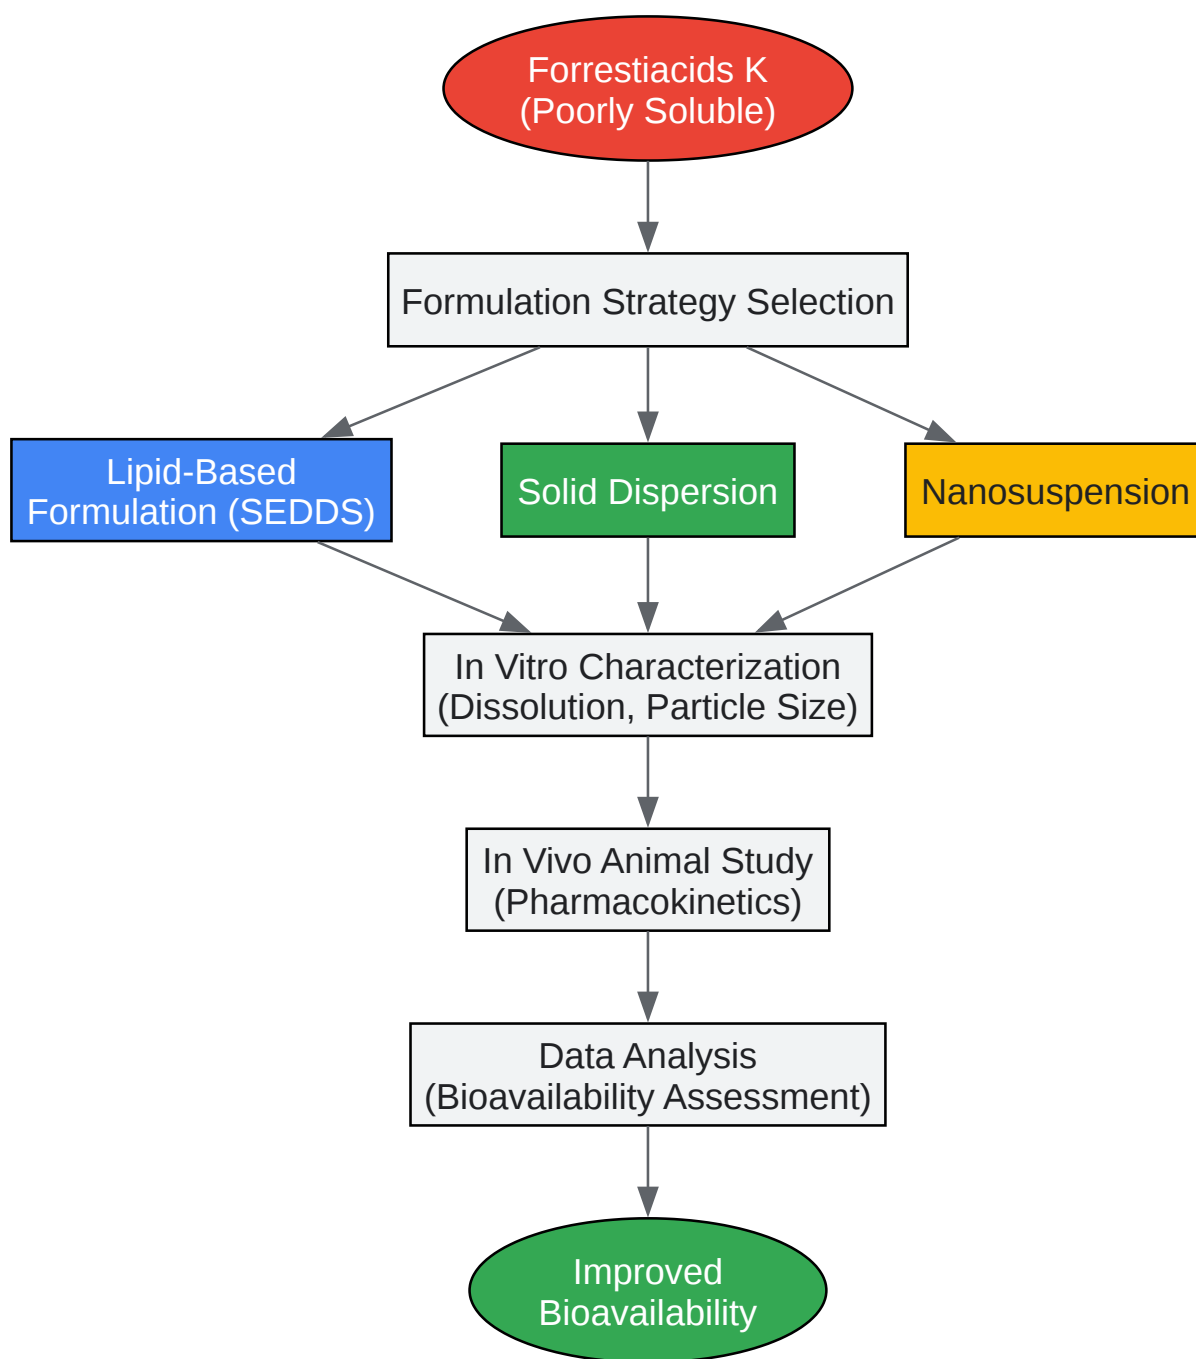 Forrestiacids K
(Poorly Soluble)
Formulation Strategy Selection
Lipid-Based
Formulation (SEDDS)
Solid Dispersion
Nanosuspension
In Vitro Characterization
(Dissolution, Particle Size)
In Vivo Animal Study
(Pharmacokinetics)
Data Analysis
(Bioavailability Assessment)
Improved
Bioavailability